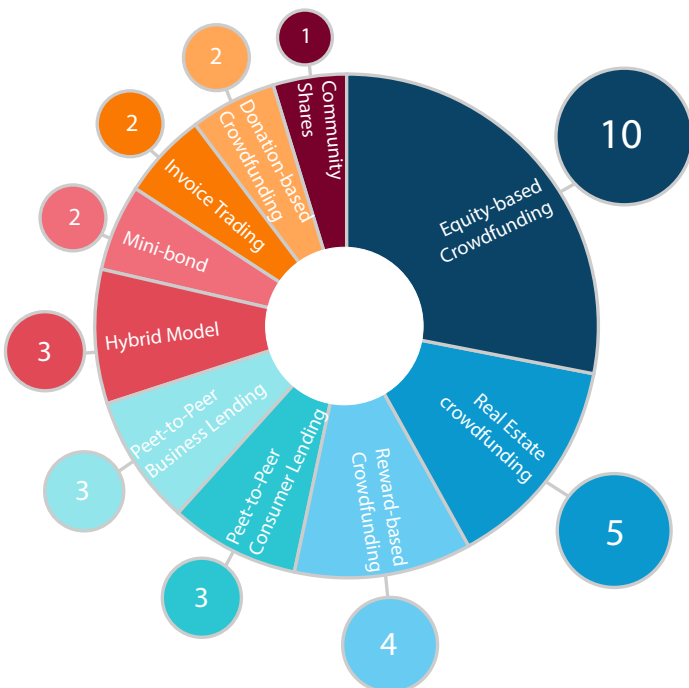 10
Equity-based
Crowdfunding
5
Real Estate
crowdfunding
4
Reward-based
Crowdfunding
3
Peet-to-Peer
Consumer Lending
3
Peet-to-Peer
Business Lending
3
Hybrid Model
2
Mini-bond
2
Invoice Trading
2
Donation-based
Crowdfunding
1
Community
Shares